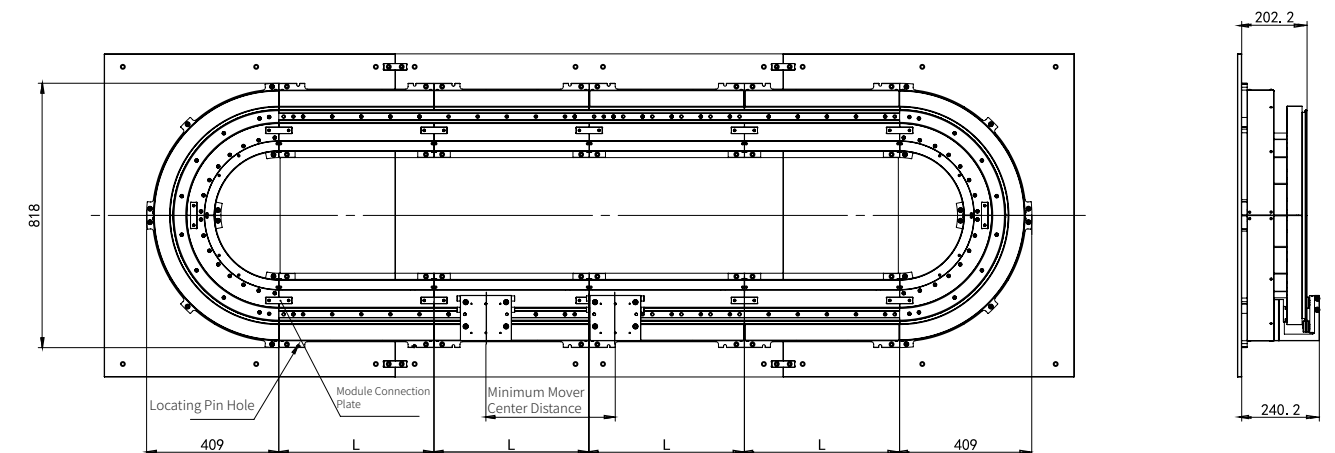 202. 2
818
Locating Pin Hole
Module Connection
Plate
Minimum Mover
Center Distance
240. 2
409
L
L
L
L
409